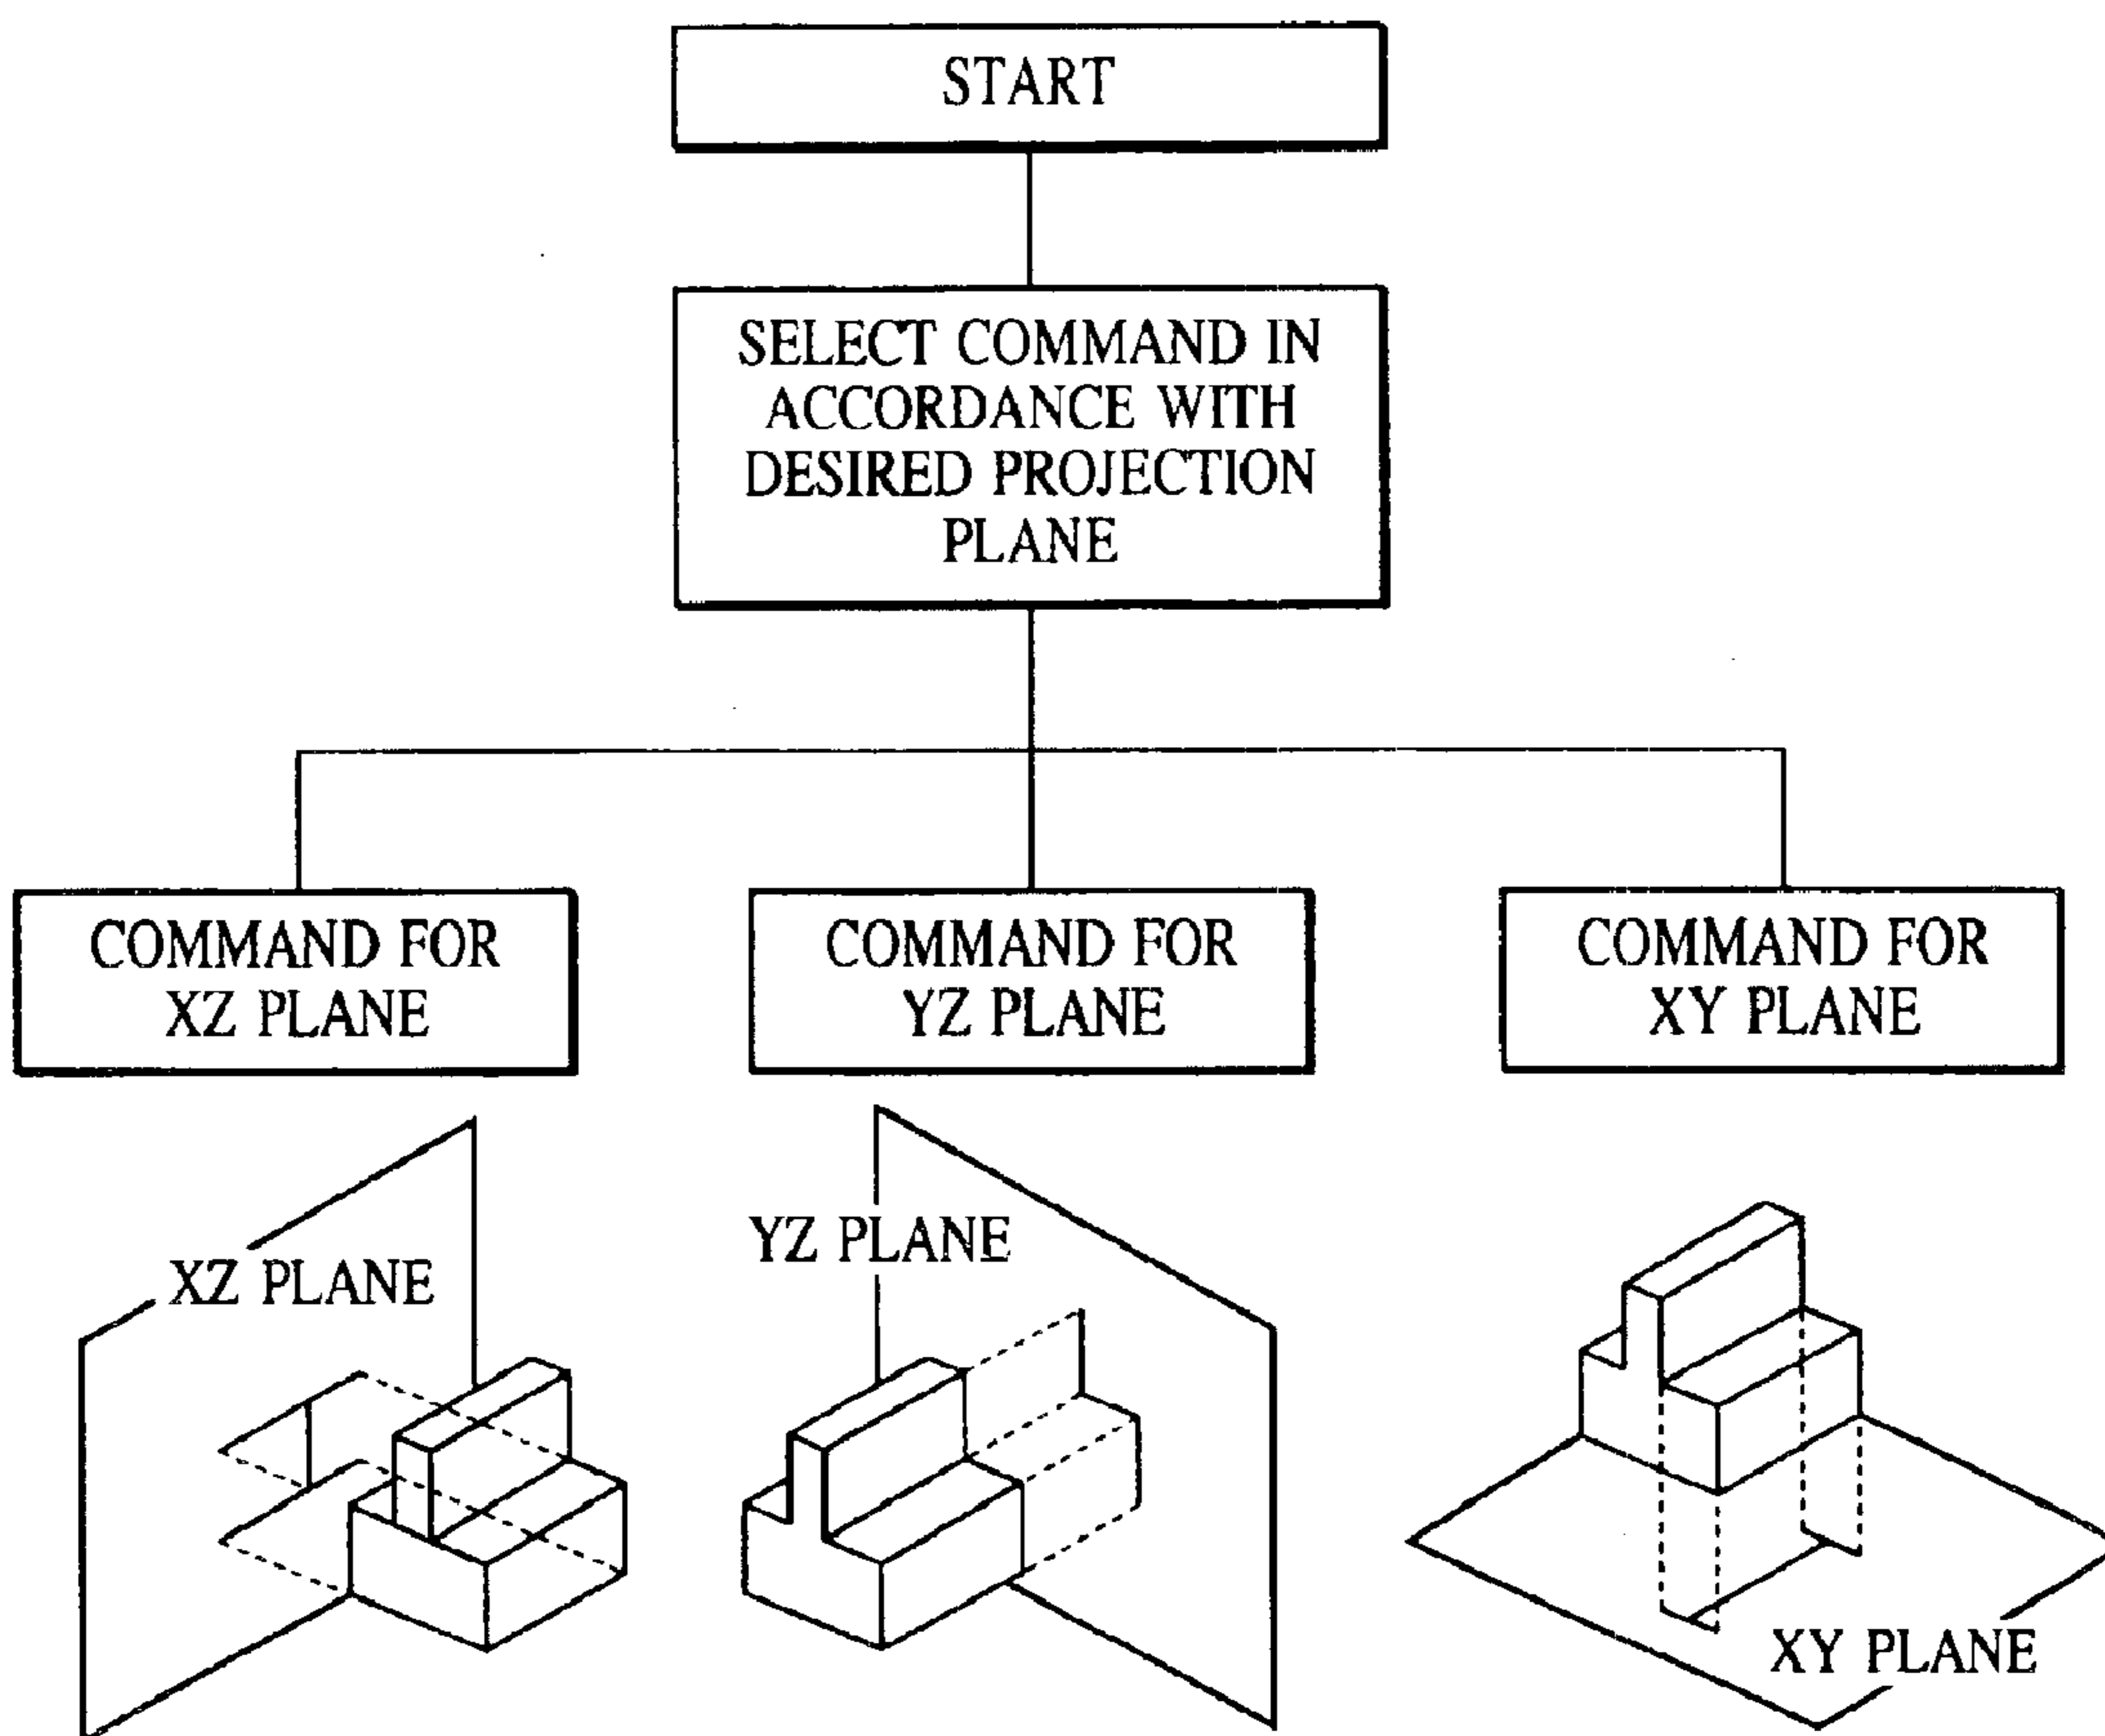 START
SELECT COMMAND IN
ACCORDANCE WITH
DESIRED PROJECTION
PLANE
COMMAND FOR
XZ PLANE
COMMAND FOR
YZ PLANE
COMMAND FOR
XY PLANE
XZ PLANE
YZ PLANE
XY PLANE